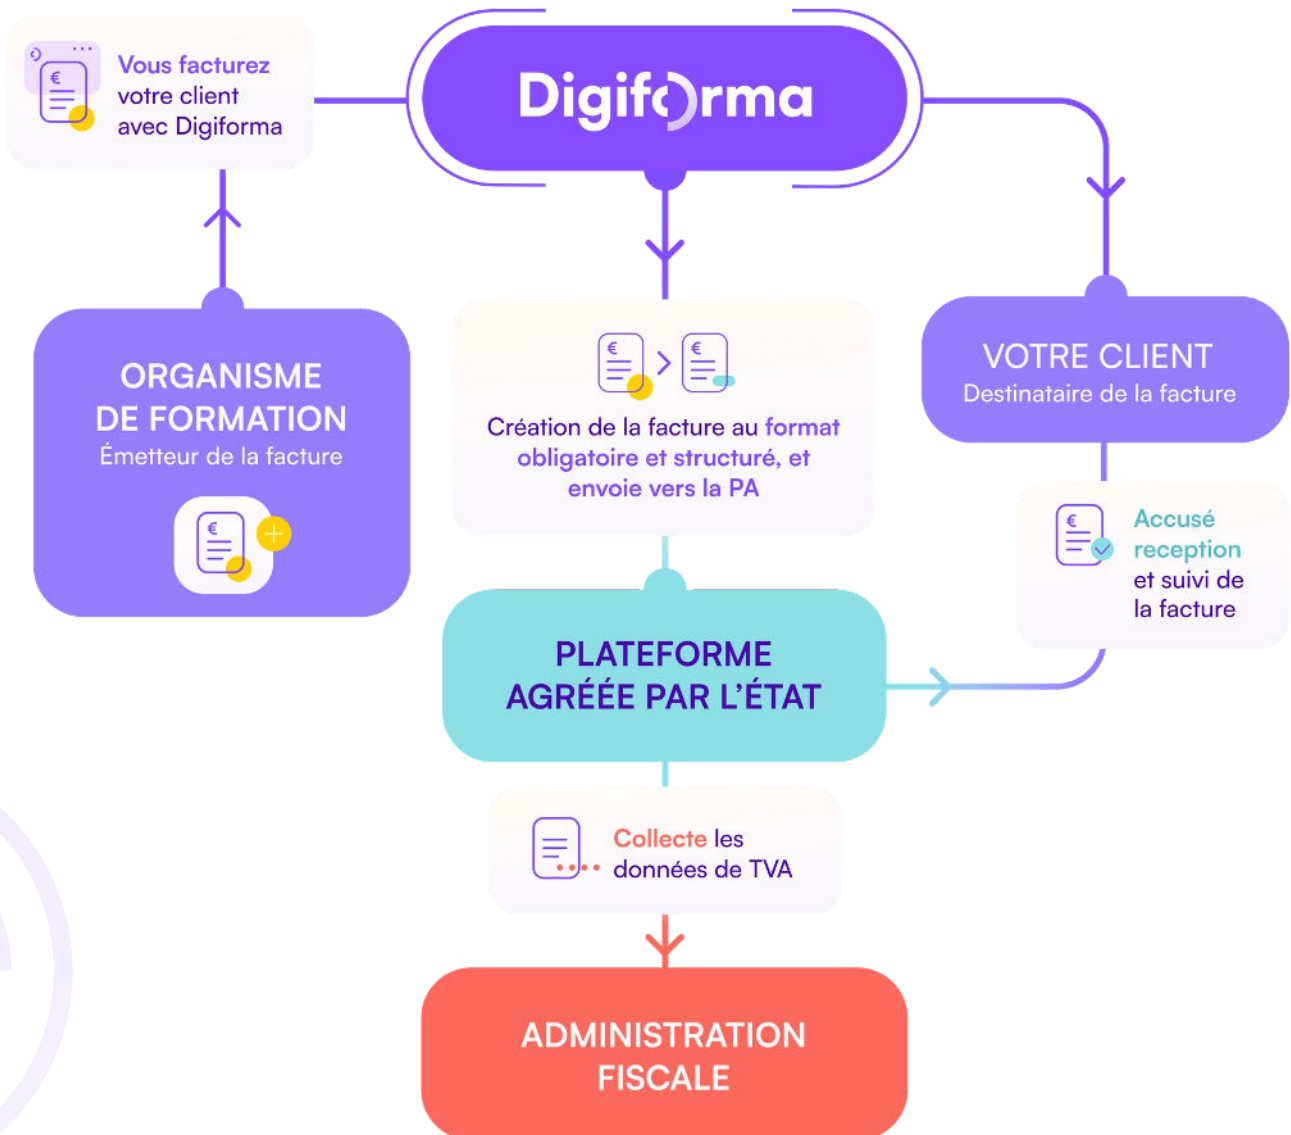 Vous facturez
votre client
avec Digiforma
Digiforma
ORGANISME
DE FORMATION
Émetteur de la facture
€
>
€
Création de la facture au format
obligatoire et structuré, et
envoie vers la PA
VOTRE CLIENT
Destinataire de la facture
Accusé
reception
et suivi de
la facture
PLATEFORME
AGRÉÉE PAR L'ÉTAT
Collecte les
données de TVA
ADMINISTRATION
FISCALE